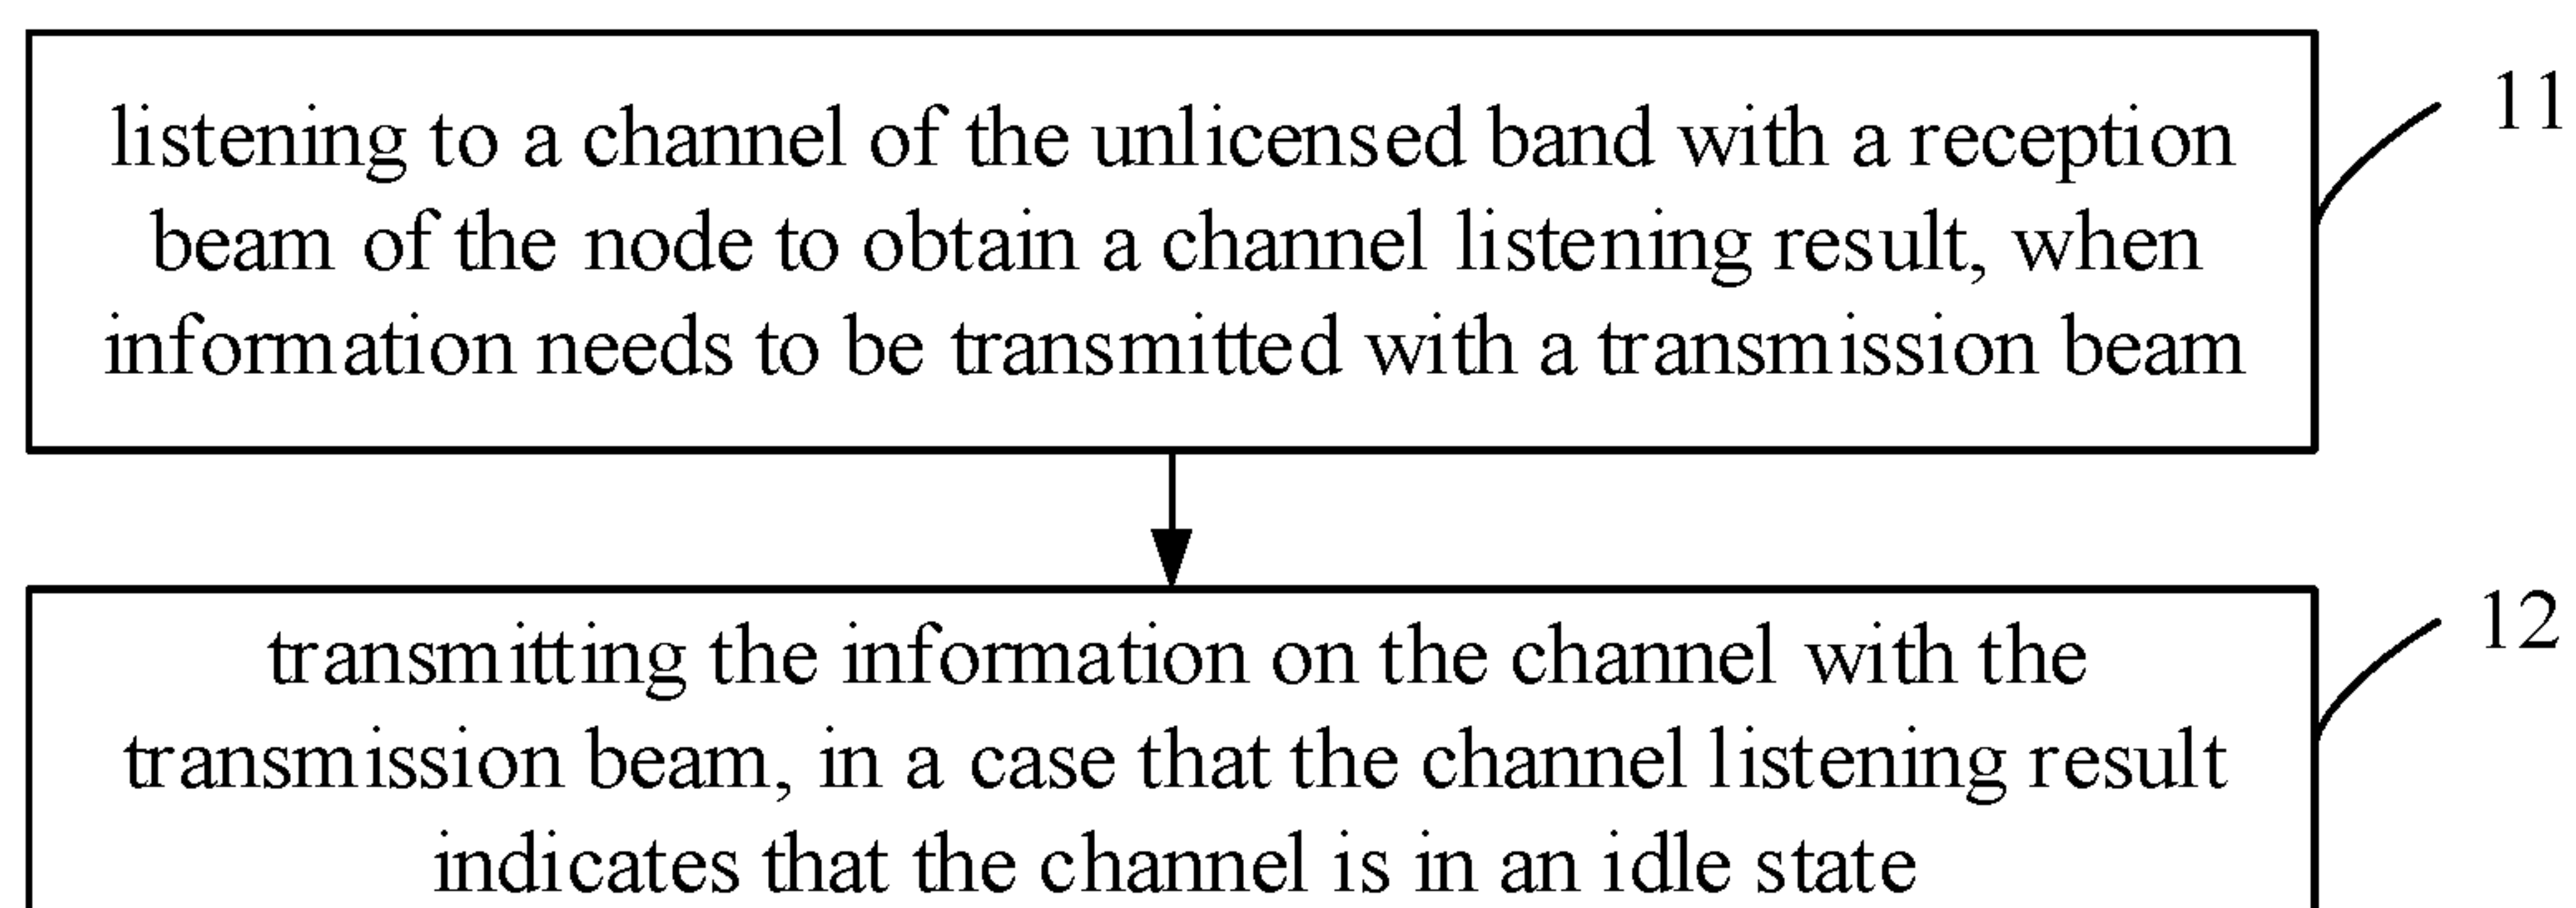 listening to a channel of the unlicensed band with a reception
beam of the node to obtain a channel listening result, when
information needs to be transmitted with a transmission beam
11
transmitting the information on the channel with the
transmission beam, in a case that the channel listening result
indicates that the channel is in an idle state
12